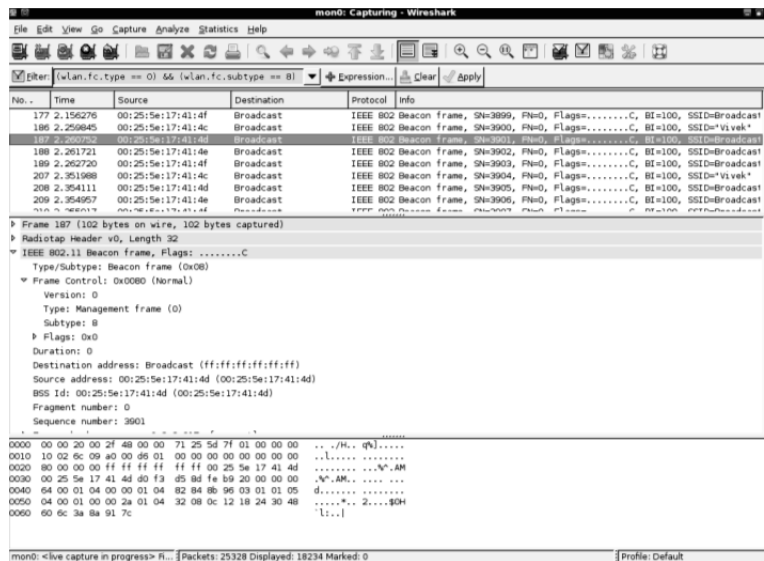 mon0: Capturing - Wireshark
File Edit View Go Capture Analyze Statistics Help
Filter: (wlan.fc.type == 0) && (wlan.fc.subtype == 8) Expression... Clear Apply
No. . Time Source Destination Protocol Info
177 2.156276 00:25:5e:17:41:4f Broadcast IEEE 802 Beacon frame, SN=3899, FN=0, Flags=........C, BI=100, SSID=Broadcast
186 2.259845 00:25:5e:17:41:4c Broadcast IEEE 802 Beacon frame, SN=3900, FN=0, Flags=........C, BI=100, SSID="Vivek"
187 2.260752 00:25:5e:17:41:4d Broadcast IEEE 802 Beacon frame, SN=3901, FN=0, Flags=........C, BI=100, SSID=Broadcast
188 2.261721 00:25:5e:17:41:4e Broadcast IEEE 802 Beacon frame, SN=3902, FN=0, Flags=........C, BI=100, SSID=Broadcast
189 2.262720 00:25:5e:17:41:4f Broadcast IEEE 802 Beacon frame, SN=3903, FN=0, Flags=........C, BI=100, SSID=Broadcast
207 2.351988 00:25:5e:17:41:4c Broadcast IEEE 802 Beacon frame, SN=3904, FN=0, Flags=........C, BI=100, SSID="Vivek"
208 2.354111 00:25:5e:17:41:4d Broadcast IEEE 802 Beacon frame, SN=3905, FN=0, Flags=........C, BI=100, SSID=Broadcast
209 2.354957 00:25:5e:17:41:4e Broadcast IEEE 802 Beacon frame, SN=3906, FN=0, Flags=........C, BI=100, SSID=Broadcast
Frame 187 (102 bytes on wire, 102 bytes captured)
Radiotap Header v0, Length 32
IEEE 802.11 Beacon frame, Flags: ........C
Type/Subtype: Beacon frame (0x08)
Frame Control: 0x0080 (Normal)
Version: 0
Type: Management frame (0)
Subtype: 8
Flags: 0x0
Duration: 0
Destination address: Broadcast (ff:ff:ff:ff:ff:ff)
Source address: 00:25:5e:17:41:4d (00:25:5e:17:41:4d)
BSS Id: 00:25:5e:17:41:4d (00:25:5e:17:41:4d)
Fragment number: 0
Sequence number: 3901
0000 00 00 20 00 2f 48 00 00 71 25 5d 7f 01 00 00 00 .. ./H.. q%].....
0010 10 02 6c 09 a0 00 d6 01 00 00 00 00 00 00 00 00 ..l..... ........
0020 80 00 00 00 ff ff ff ff ff ff 00 25 5e 17 41 4d ........ ...%^.AM
0030 00 25 5e 17 41 4d d0 f3 d5 8d fe b9 20 00 00 00 .%^.AM.. .... ...
0040 64 00 01 04 00 00 01 04 82 84 8b 96 03 01 01 05 d....... ........
0050 04 00 01 00 00 2a 01 04 32 08 0c 12 18 24 30 48 .....*.. 2....$0H
0060 60 6c 3a 8a 91 7c `l:..|
mon0: <live capture in progress> Fi... Packets: 25328 Displayed: 18234 Marked: 0 Profile: Default